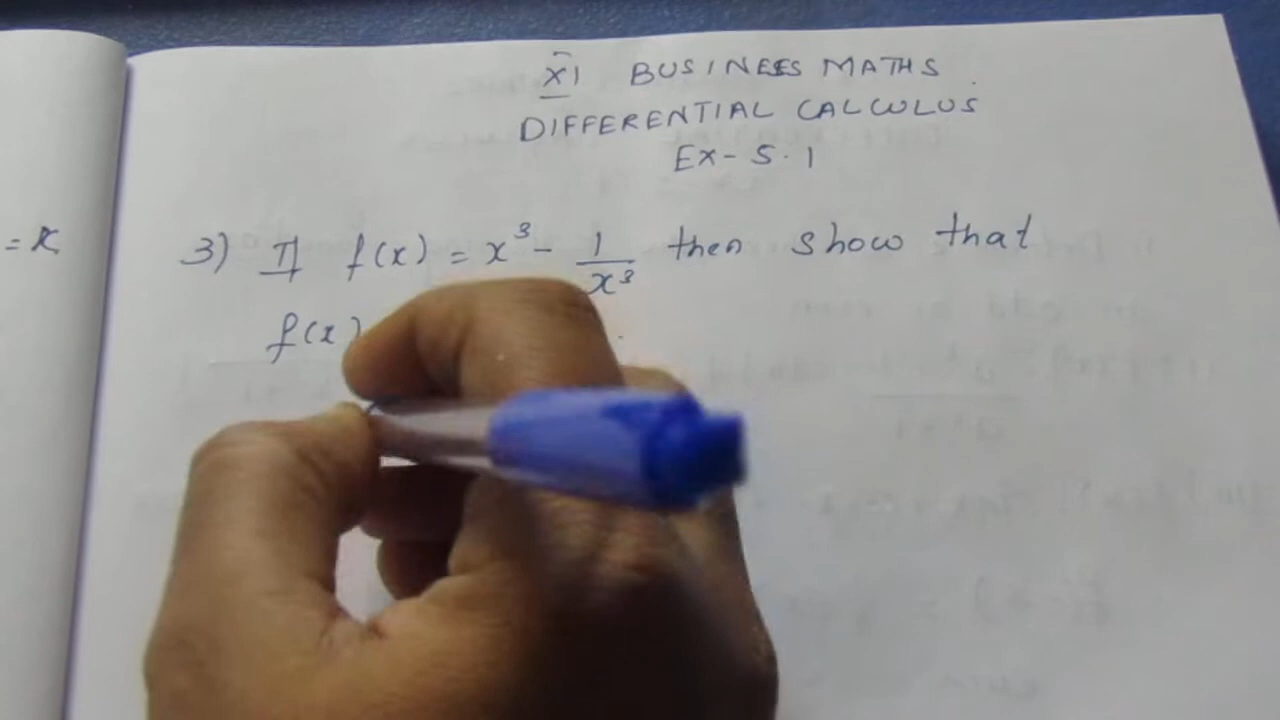 XI BUSINESS MATHS
DIFFERENTIAL CALCULUS
Ex- 5.1
= x
3) If f(x) = x³ - 1/x³ then show that
f(x)